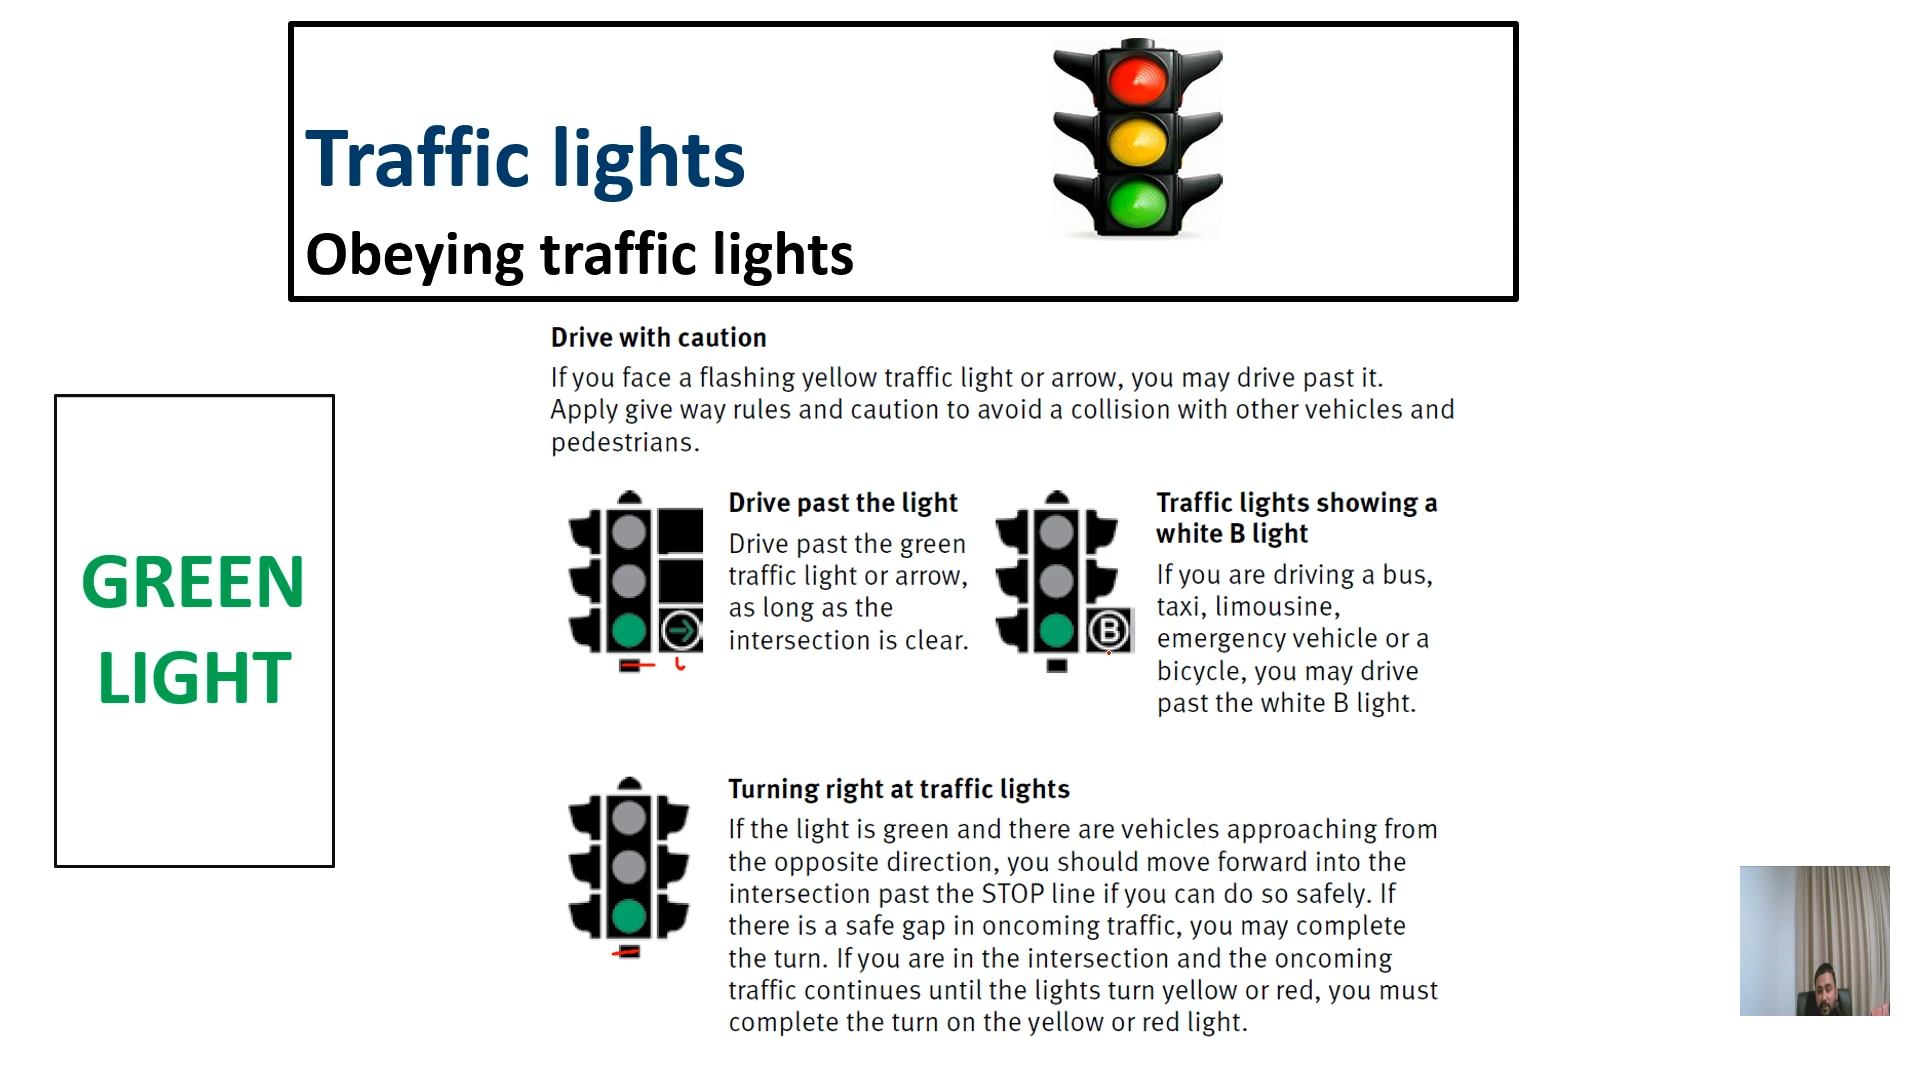 Traffic lights
Obeying traffic lights
Drive with caution
If you face a flashing yellow traffic light or arrow, you may drive past it.
Apply give way rules and caution to avoid a collision with other vehicles and
pedestrians.
GREEN
LIGHT
Drive past the light
Drive past the green
traffic light or arrow,
as long as the
intersection is clear.
B
Traffic lights showing a
white B light
If you are driving a bus,
taxi, limousine,
emergency vehicle or a
bicycle, you may drive
past the white B light.
Turning right at traffic lights
If the light is green and there are vehicles approaching from
the opposite direction, you should move forward into the
intersection past the STOP line if you can do so safely. If
there is a safe gap in oncoming traffic, you may complete
the turn. If you are in the intersection and the oncoming
traffic continues until the lights turn yellow or red, you must
complete the turn on the yellow or red light.